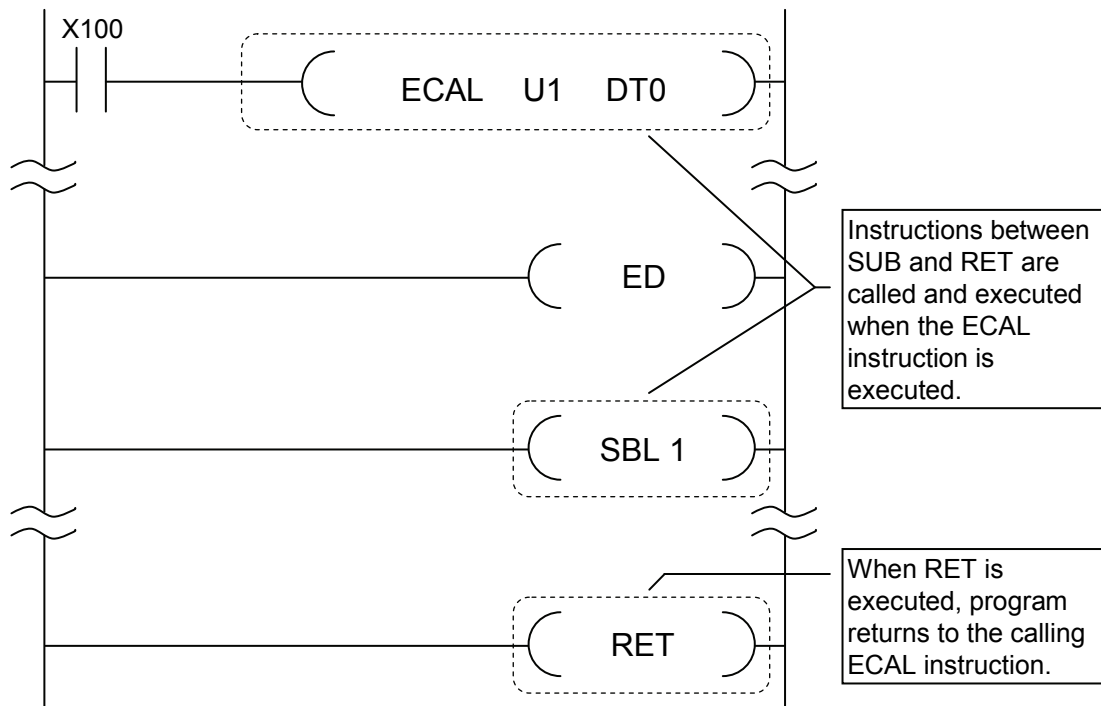 X100
ECAL U1 DT0
ED
Instructions between
SUB and RET are
called and executed
when the ECAL
instruction is
executed.
SBL 1
When RET is
executed, program
returns to the calling
ECAL instruction.
RET